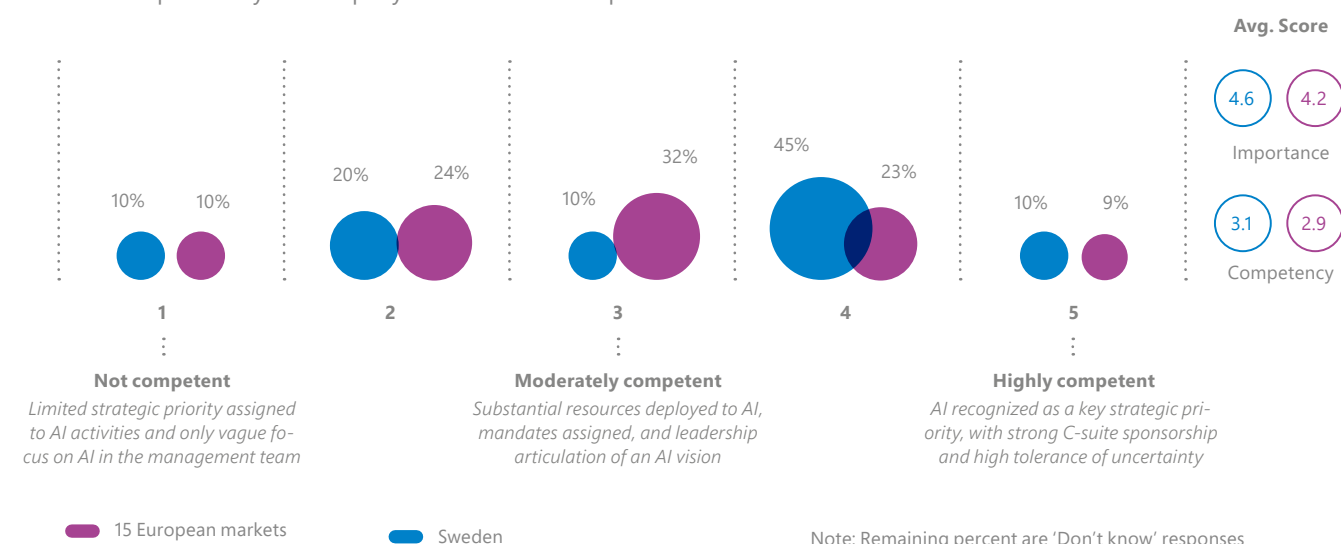 Avg. Score
4.6 4.2
Importance
3.1 2.9
Competency
10% 10%
20% 24%
10% 32%
45% 23%
10% 9%
1 2 3 4 5
Not competent
Limited strategic priority assigned
to AI activities and only vague fo-
cus on AI in the management team
Moderately competent
Substantial resources deployed to AI,
mandates assigned, and leadership
articulation of an AI vision
Highly competent
AI recognized as a key strategic pri-
ority, with strong C-suite sponsorship
and high tolerance of uncertainty
15 European markets
Sweden
Note: Remaining percent are ‘Don’t know’ responses